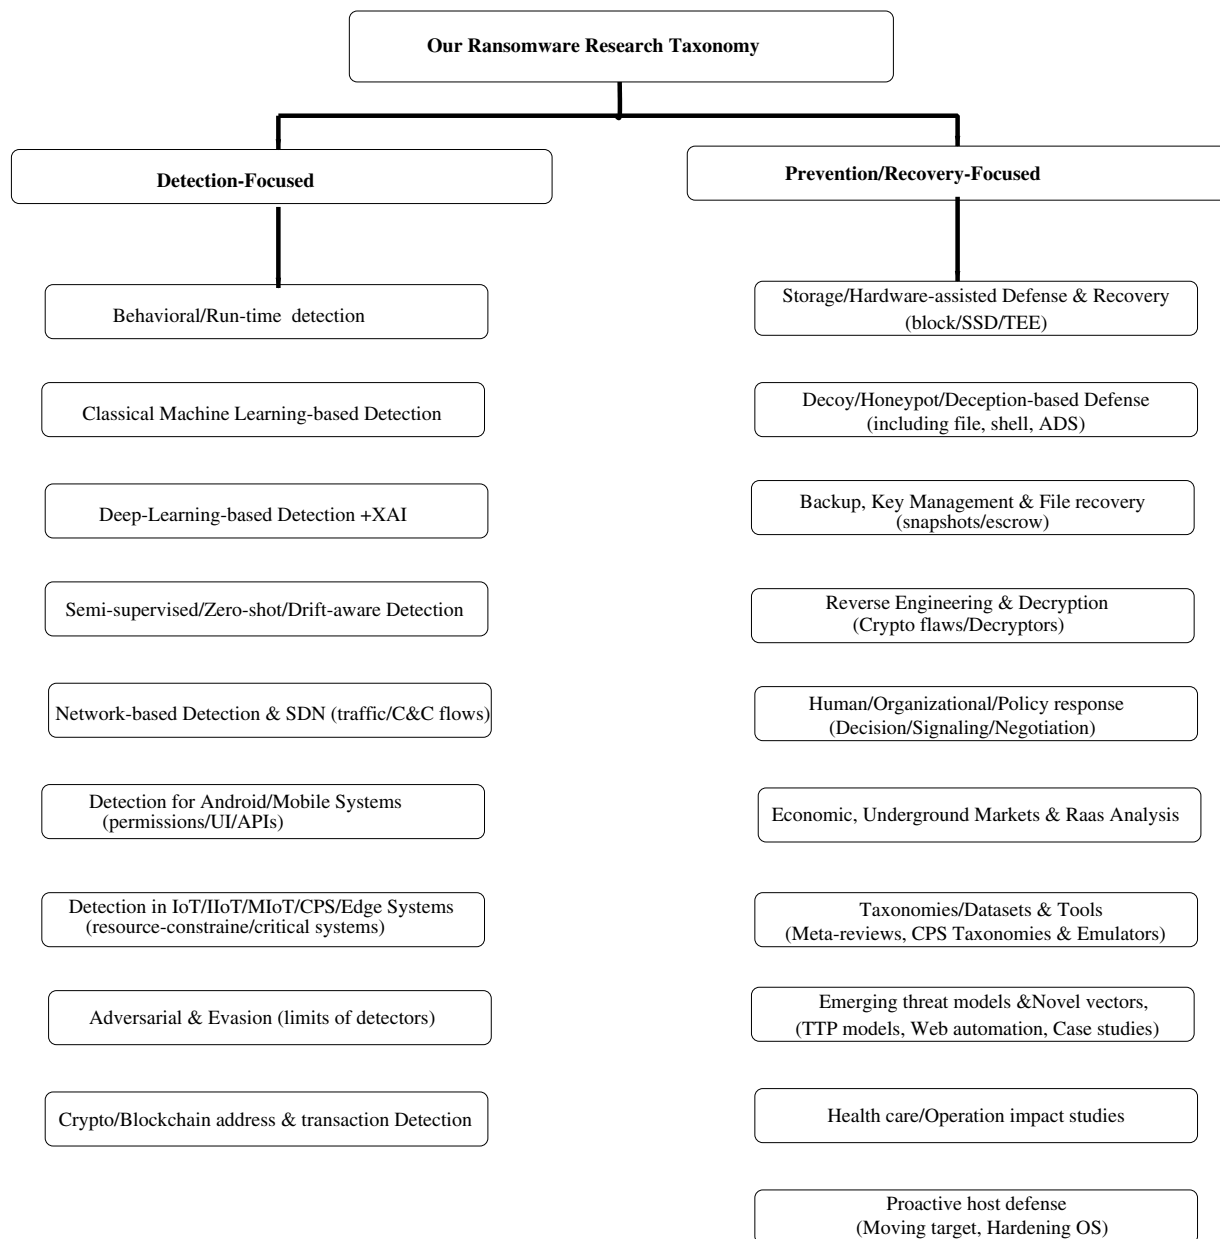 Our Ransomware Research Taxonomy
Detection-Focused
Behavioral/Run-time detection
Classical Machine Learning-based Detection
Deep-Learning-based Detection +XAI
Semi-supervised/Zero-shot/Drift-aware Detection
Network-based Detection & SDN (traffic/C&C flows)
Detection for Android/Mobile Systems
(permissions/UI/APIs)
Detection in IoT/IIoT/MIoT/CPS/Edge Systems
(resource-constraine/critical systems)
Adversarial & Evasion (limits of detectors)
Crypto/Blockchain address & transaction Detection
Prevention/Recovery-Focused
Storage/Hardware-assisted Defense & Recovery
(block/SSD/TEE)
Decoy/Honeypot/Deception-based Defense
(including file, shell, ADS)
Backup, Key Management & File recovery
(snapshots/escrow)
Reverse Engineering & Decryption
(Crypto flaws/Decryptors)
Human/Organizational/Policy response
(Decision/Signaling/Negotiation)
Economic, Underground Markets & Raas Analysis
Taxonomies/Datasets & Tools
(Meta-reviews, CPS Taxonomies & Emulators)
Emerging threat models &Novel vectors,
(TTP models, Web automation, Case studies)
Health care/Operation impact studies
Proactive host defense
(Moving target, Hardening OS)